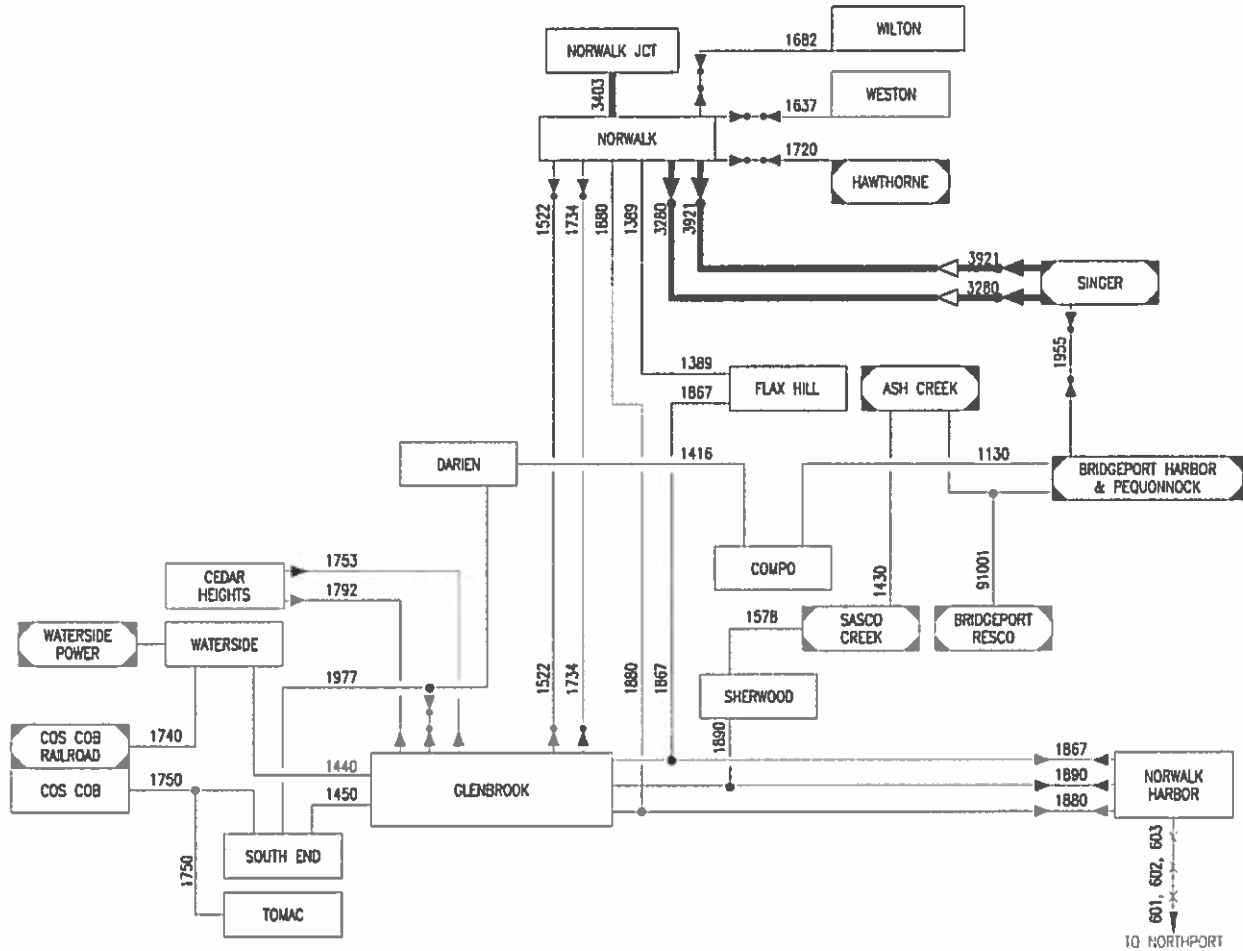 WILTON
1682
NORWALK JCT
3403
WESTON
1637
NORWALK
1720
HAWTHORNE
1522
1734
1880
1389
3280
3921
3921
3280
SINGER
1955
1389
FLAX HILL
1867
ASH CREEK
DARIEN
1416
1130
BRIDGEPORT HARBOR
& PEQUONNOCK
COMPO
1430
91001
CEDAR
HEIGHTS
1753
1792
1578
SASCO
CREEK
BRIDGEPORT
RESCO
WATERSIDE
POWER
WATERSIDE
1977
1522
1734
1880
1867
SHERWOOD
1890
COS COB
RAILROAD
1740
COS COB
1750
1440
1450
GLENBROOK
1867
1890
1880
NORWALK
HARBOR
SOUTH END
1750
TOMAC
601, 602, 603
TO NORTHPORT